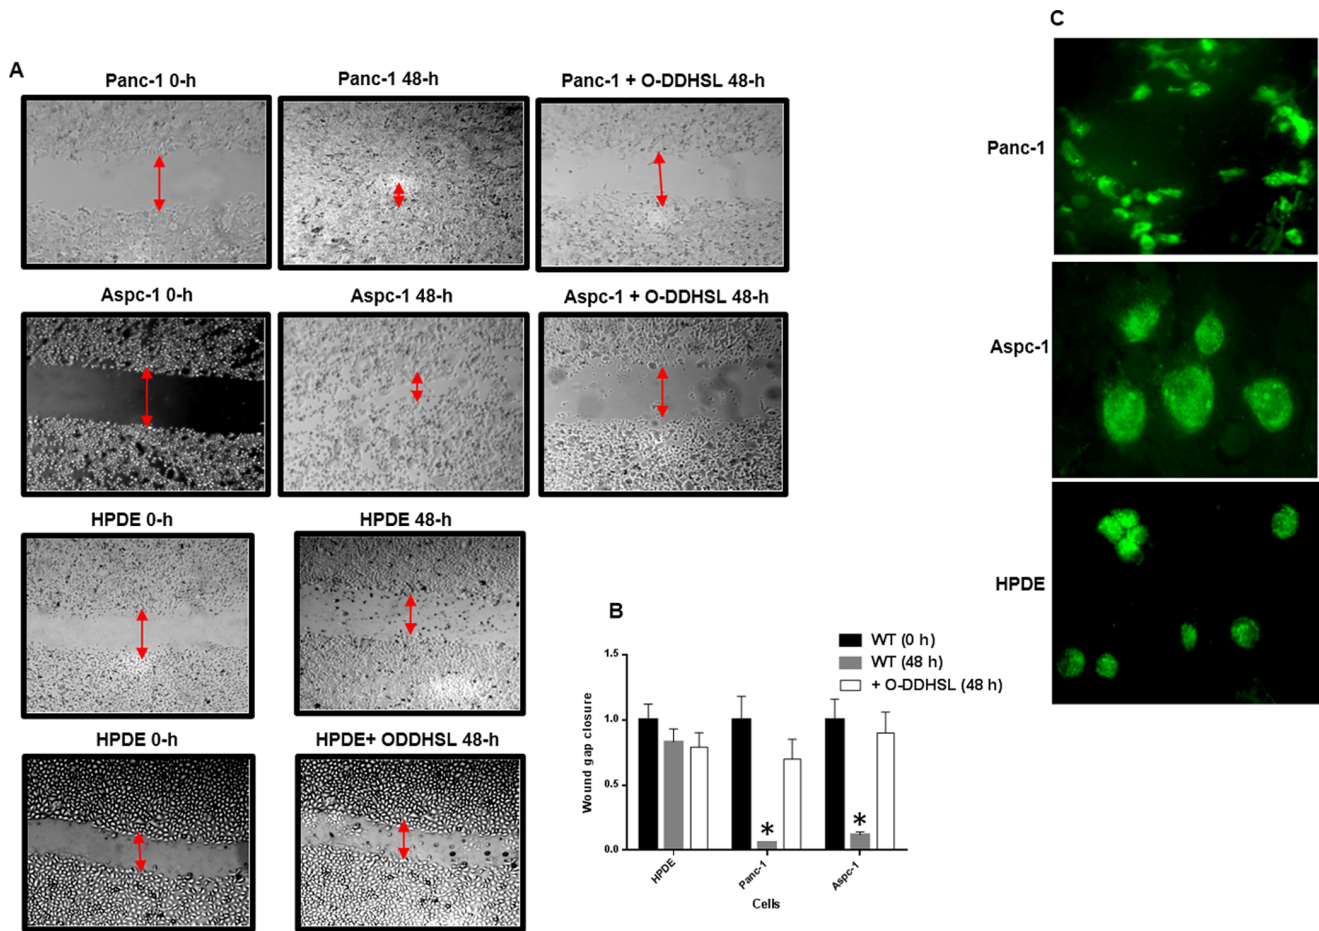 A
Panc-1 0-h
Panc-1 48-h
Panc-1 + O-DDHSL 48-h
Aspc-1 0-h
Aspc-1 48-h
Aspc-1 + O-DDHSL 48-h
HPDE 0-h
HPDE 48-h
HPDE 0-h
HPDE+ ODDHSL 48-h
B
WT (0 h)
WT (48 h)
+ O-DDHSL (48 h)
Wound gap closure
1.5
1.0
0.5
0.0
*
*
HPDE
Panc-1
Aspc-1
Cells
C
Panc-1
Aspc-1
HPDE